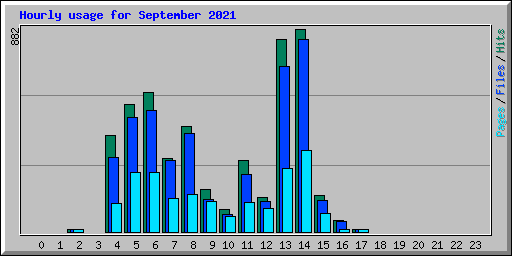 Hourly usage for September 2021
882
Pages / Files / Hits
0 1 2 3 4 5 6 7 8 9 10 11 12 13 14 15 16 17 18 19 20 21 22 23